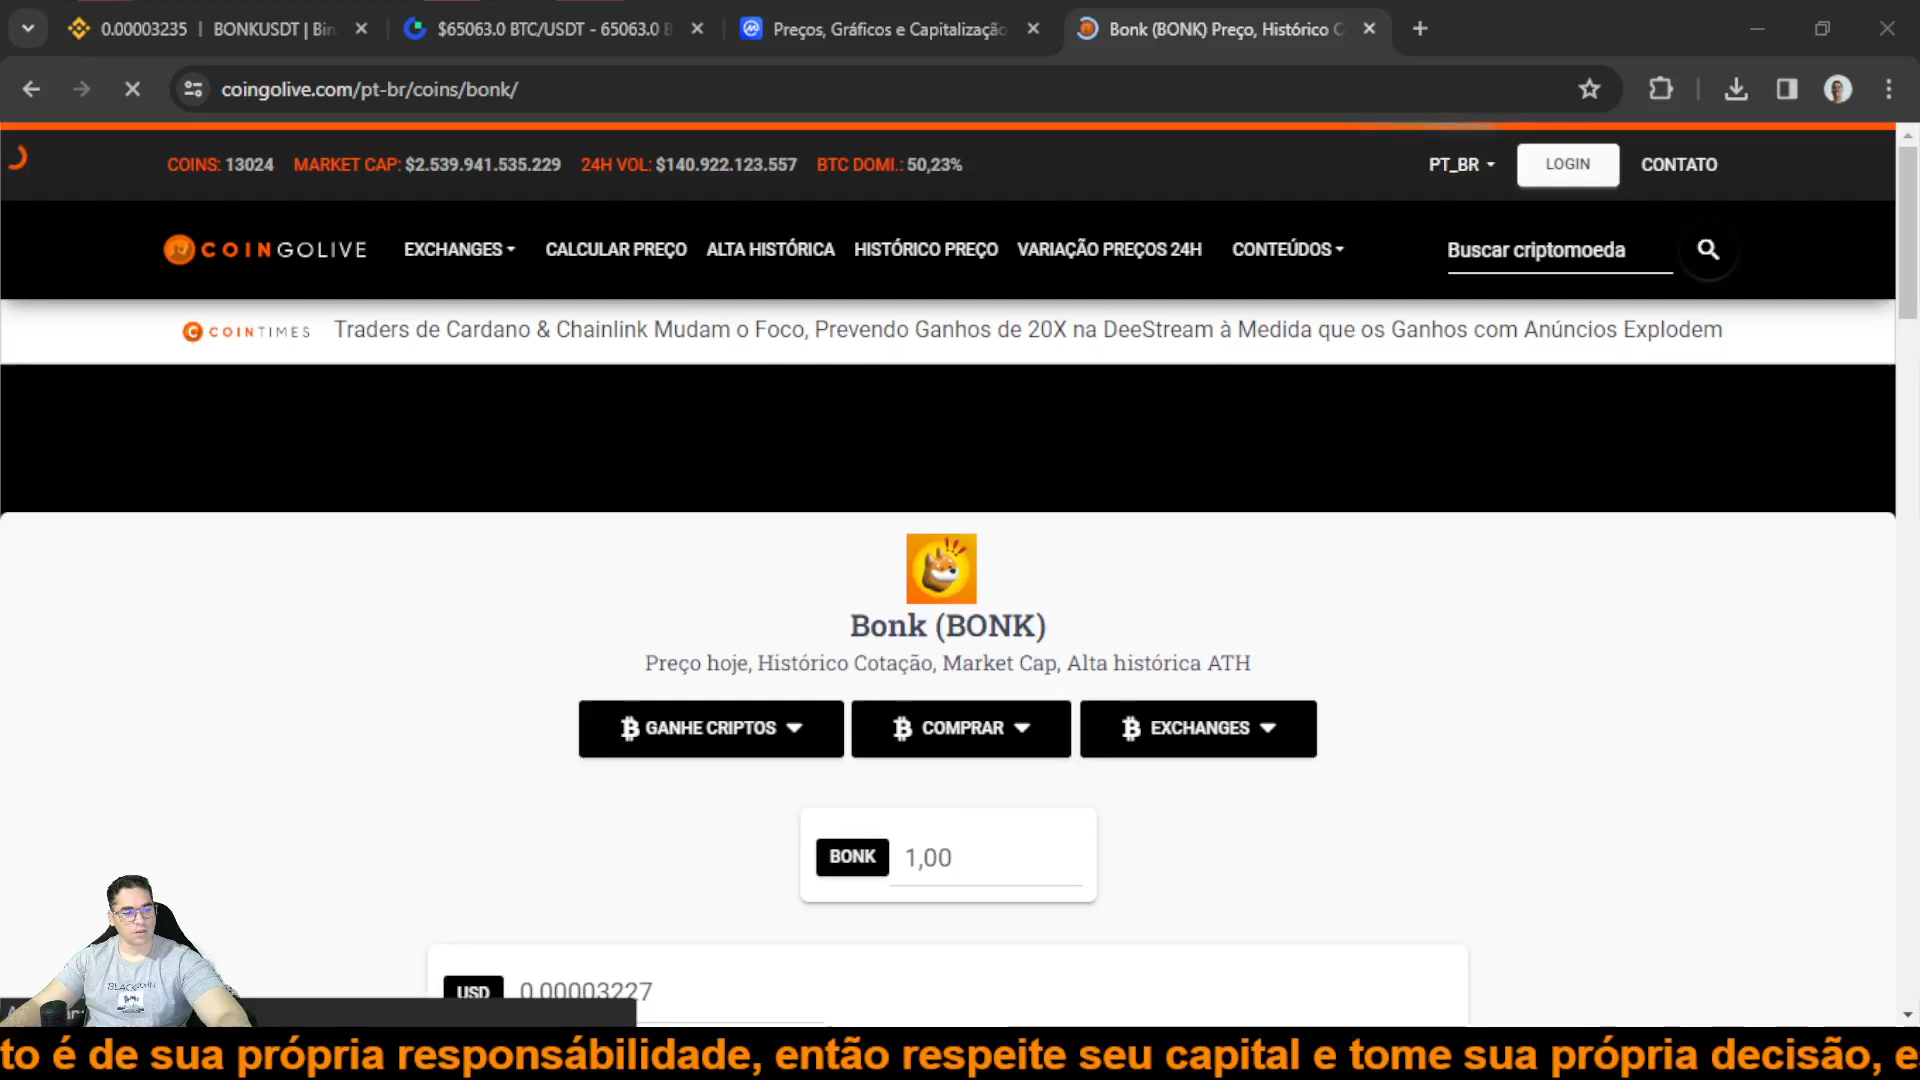 0.00003235 | BONKUSDT | Bin
$65063.0 BTC/USDT - 65063.0 B
Preços, Gráficos e Capitalização
Bonk (BONK) Preço, Histórico C
coingolive.com/pt-br/coins/bonk/
COINS: 13024 MARKET CAP: $2.539.941.535.229 24H VOL: $140.922.123.557 BTC DOMI.: 50,23%
PT_BR LOGIN CONTATO
COINGOLIVE EXCHANGES CALCULAR PREÇO ALTA HISTÓRICA HISTÓRICO PREÇO VARIAÇÃO PREÇOS 24H CONTEÚDOS Buscar criptomoeda
COINTIMES Traders de Cardano & Chainlink Mudam o Foco, Prevendo Ganhos de 20X na DeeStream à Medida que os Ganhos com Anúncios Explodem
Bonk (BONK)
Preço hoje, Histórico Cotação, Market Cap, Alta histórica ATH
GANHE CRIPTOS COMPRAR EXCHANGES
BONK 1,00
USD 0.00003227
to é de sua própria responsábilidade, então respeite seu capital e tome sua própria decisão, e